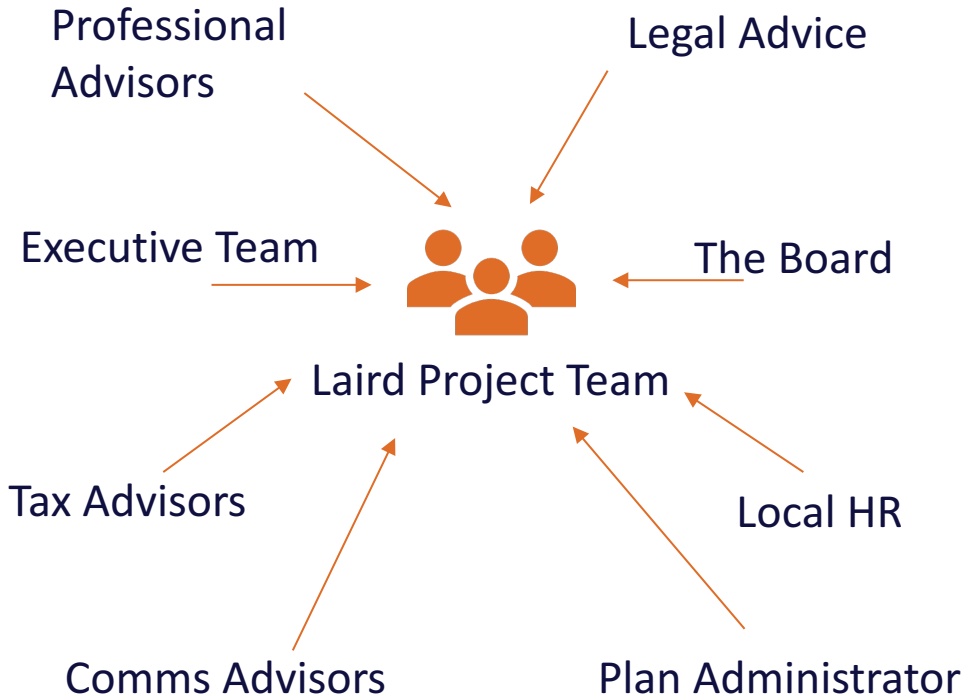 Professional
Advisors
Legal Advice
Executive Team
The Board
Laird Project Team
Tax Advisors
Local HR
Comms Advisors
Plan Administrator